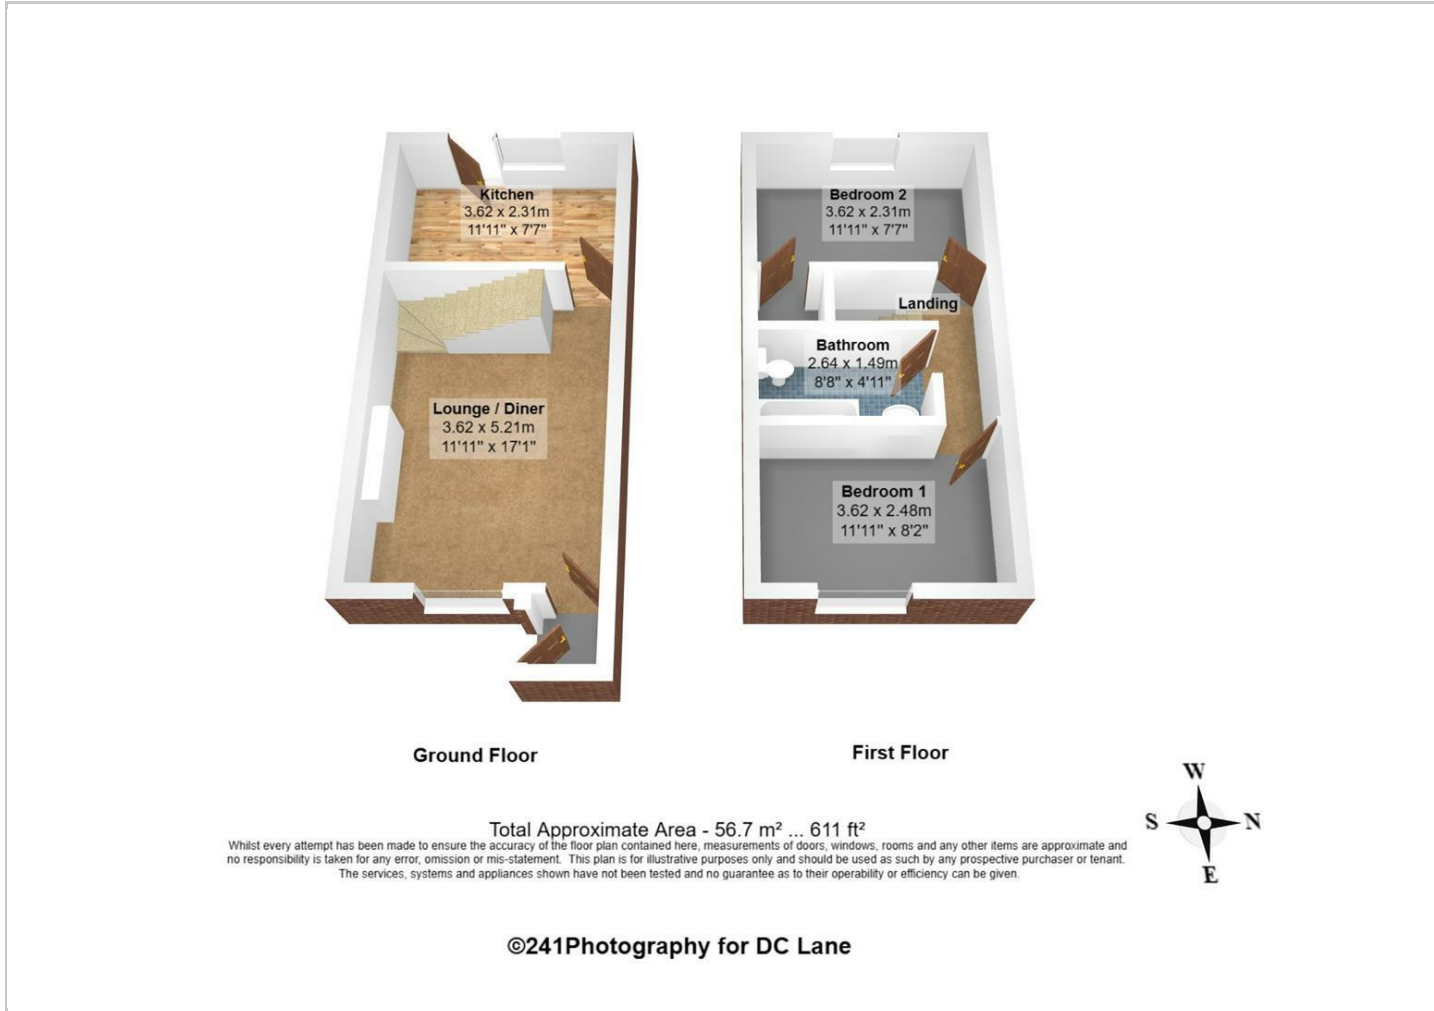 Kitchen
3.62 x 2.31m
11'11" x 7'7"
Lounge / Diner
3.62 x 5.21m
11'11" x 17'1"
Ground Floor
Bedroom 2
3.62 x 2.31m
11'11" x 7'7"
Landing
Bathroom
2.64 x 1.49m
8'8" x 4'11"
Bedroom 1
3.62 x 2.48m
11'11" x 8'2"
First Floor
W
S N
E
Total Approximate Area - 56.7 m² ... 611 ft²
Whilst every attempt has been made to ensure the accuracy of the floor plan contained here, measurements of doors, windows, rooms and any other items are approximate and
no responsibility is taken for any error, omission or mis-statement. This plan is for illustrative purposes only and should be used as such by any prospective purchaser or tenant.
The services, systems and appliances shown have not been tested and no guarantee as to their operability or efficiency can be given.
©241Photography for DC Lane